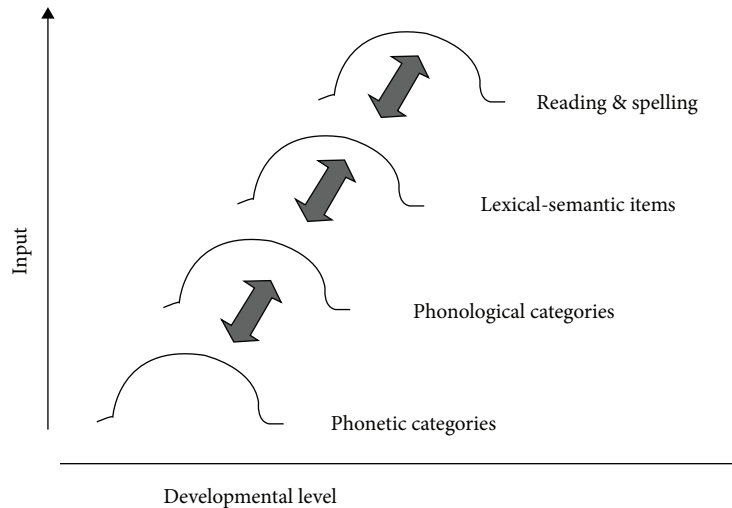 Reading & spelling
Lexical-semantic items
Input
Phonological categories
Phonetic categories
Developmental level